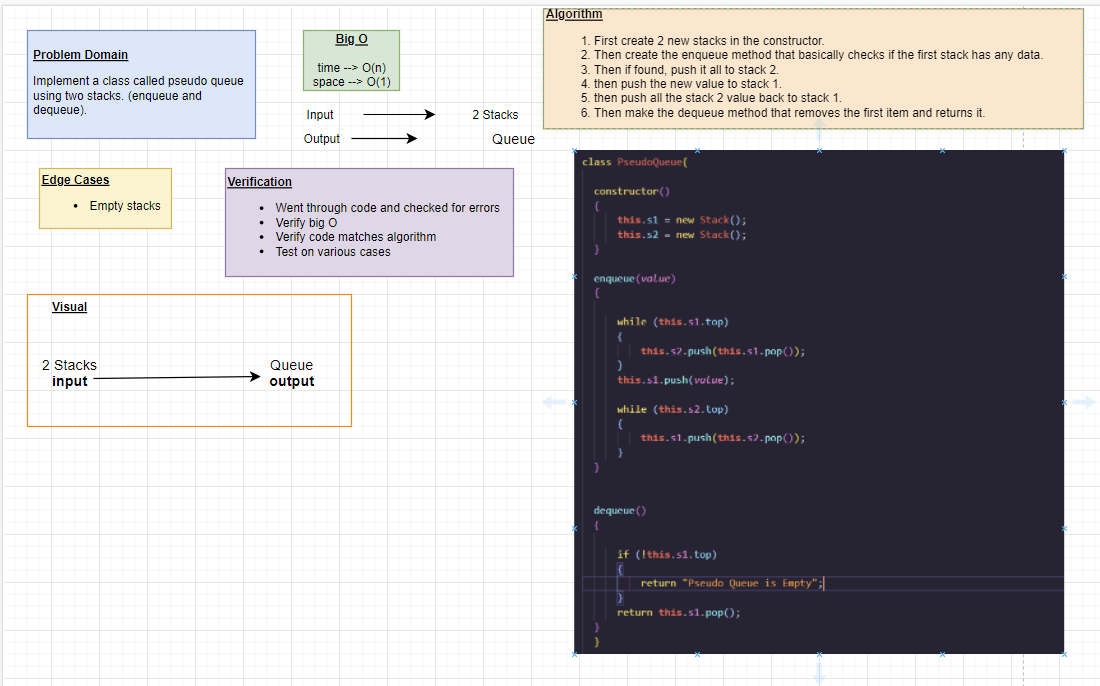 Problem Domain
Implement a class called pseudo queue
using two stacks. (enqueue and
dequeue).
Big O
time --> O(n)
space --> O(1)
Input
2 Stacks
Output
Queue
Algorithm
1. First create 2 new stacks in the constructor.
2. Then create the enqueue method that basically checks if the first stack has any data.
3. Then if found, push it all to stack 2.
4. then push the new value to stack 1.
5. then push all the stack 2 value back to stack 1.
6. Then make the dequeue method that removes the first item and returns it.
Edge Cases
• Empty stacks
Verification
• Went through code and checked for errors
• Verify big O
• Verify code matches algorithm
• Test on various cases
Visual
2 Stacks
input
Queue
output
class PseudoQueue{
constructor()
{
this.s1 = new Stack();
this.s2 = new Stack();
}
enqueue(value)
{
while (this.s1.top)
{
this.s2.push(this.s1.pop());
}
this.s1.push(value);
while (this.s2.top)
{
this.s1.push(this.s2.pop());
}
}
dequeue()
{
if (!this.s1.top)
{
return "Pseudo Queue is Empty";
}
return this.s1.pop();
}
}